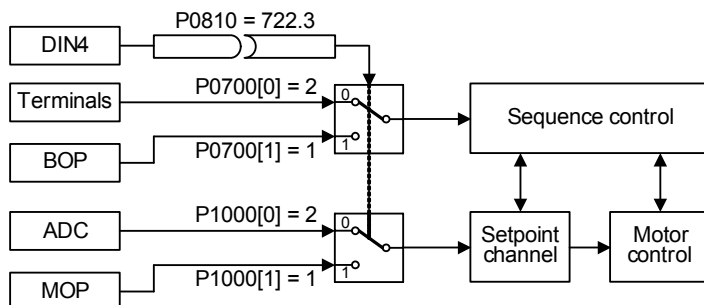 P0810 = 722.3
DIN4
P0700[0] = 2
Terminals
0
Sequence control
1
BOP
P0700[1] = 1
P1000[0] = 2
ADC
0
Setpoint
channel
Motor
control
1
MOP
P1000[1] = 1